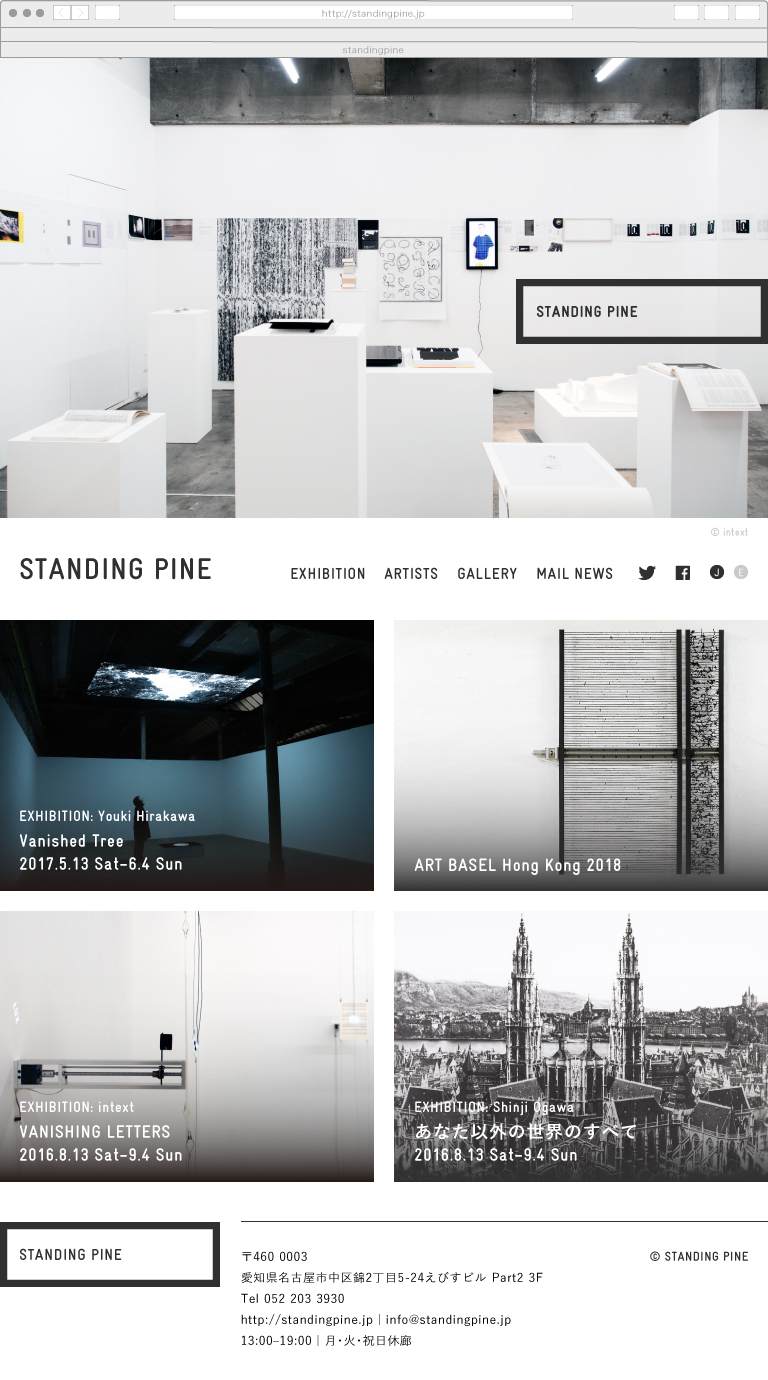 http://standingpine.jp
standingpine
STANDING PINE
© intext
STANDING PINE
EXHIBITION ARTISTS GALLERY MAIL NEWS J E
EXHIBITION: Youki Hirakawa
Vanished Tree
2017.5.13 Sat–6.4 Sun
ART BASEL Hong Kong 2018
EXHIBITION: intext
VANISHING LETTERS
2016.8.13 Sat–9.4 Sun
EXHIBITION: Shinji Ogawa
あなた以外の世界のすべて
2016.8.13 Sat–9.4 Sun
STANDING PINE
〒460 0003
© STANDING PINE
愛知県名古屋市中区錦2丁目5-24えびすビル Part2 3F
Tel 052 203 3930
http://standingpine.jp | info@standingpine.jp
13:00–19:00 | 月・火・祝日休廊